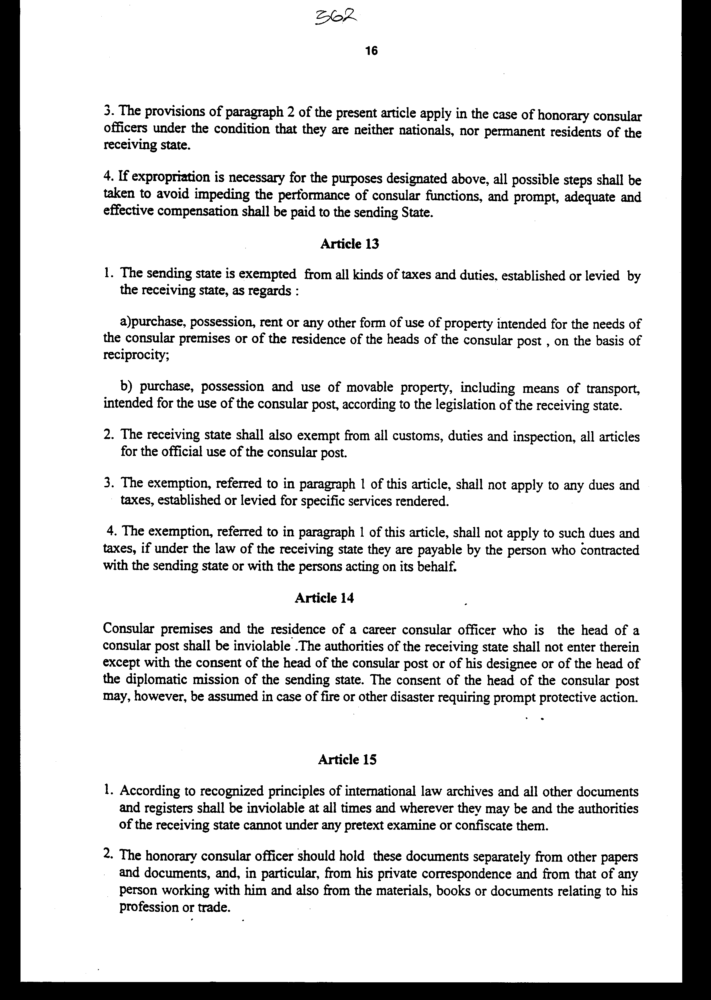 362
16
3. The provisions of paragraph 2 of the present article apply in the case of honorary consular
officers under the condition that they are neither nationals, nor permanent residents of the
receiving state.
4. If expropriation is necessary for the purposes designated above, all possible steps shall be
taken to avoid impeding the performance of consular functions, and prompt, adequate and
effective compensation shall be paid to the sending State.
Article 13
1. The sending state is exempted from all kinds of taxes and duties, established or levied by
the receiving state, as regards :
a)purchase, possession, rent or any other form of use of property intended for the needs of
the consular premises or of the residence of the heads of the consular post , on the basis of
reciprocity;
b) purchase, possession and use of movable property, including means of transport,
intended for the use of the consular post, according to the legislation of the receiving state.
2. The receiving state shall also exempt from all customs, duties and inspection, all articles
for the official use of the consular post.
3. The exemption, referred to in paragraph 1 of this article, shall not apply to any dues and
taxes, established or levied for specific services rendered.
4. The exemption, referred to in paragraph 1 of this article, shall not apply to such dues and
taxes, if under the law of the receiving state they are payable by the person who contracted
with the sending state or with the persons acting on its behalf.
Article 14
Consular premises and the residence of a career consular officer who is the head of a
consular post shall be inviolable .The authorities of the receiving state shall not enter therein
except with the consent of the head of the consular post or of his designee or of the head of
the diplomatic mission of the sending state. The consent of the head of the consular post
may, however, be assumed in case of fire or other disaster requiring prompt protective action.
Article 15
1. According to recognized principles of international law archives and all other documents
and registers shall be inviolable at all times and wherever they may be and the authorities
of the receiving state cannot under any pretext examine or confiscate them.
2. The honorary consular officer should hold these documents separately from other papers
and documents, and, in particular, from his private correspondence and from that of any
person working with him and also from the materials, books or documents relating to his
profession or trade.